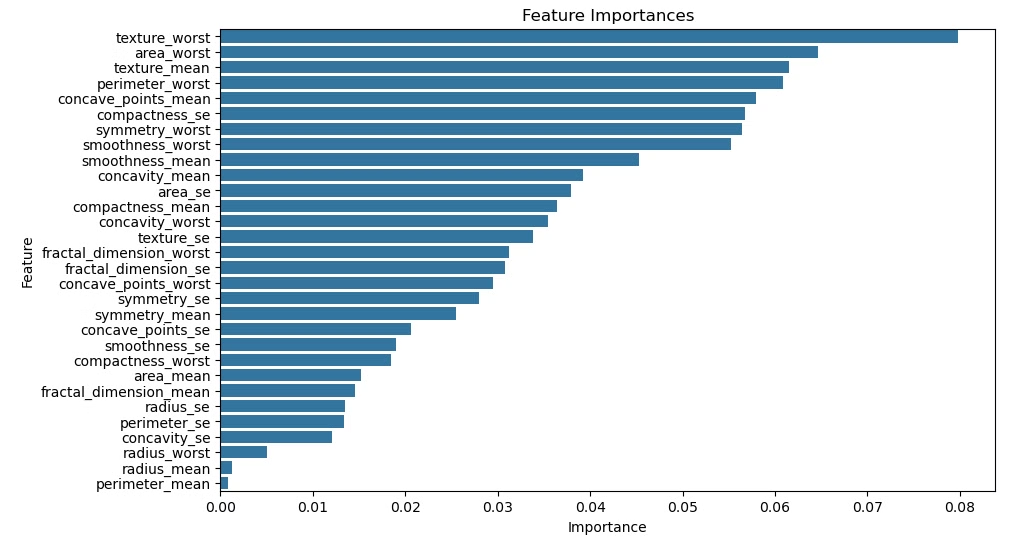 Feature Importances
texture_worst
area_worst
texture_mean
perimeter_worst
concave_points_mean
compactness_se
symmetry_worst
smoothness_worst
smoothness_mean
concavity_mean
area_se
compactness_mean
concavity_worst
texture_se
fractal_dimension_worst
fractal_dimension_se
concave_points_worst
symmetry_se
symmetry_mean
concave_points_se
smoothness_se
compactness_worst
area_mean
fractal_dimension_mean
radius_se
perimeter_se
concavity_se
radius_worst
radius_mean
perimeter_mean
Feature
0.00 0.01 0.02 0.03 0.04 0.05 0.06 0.07 0.08
Importance